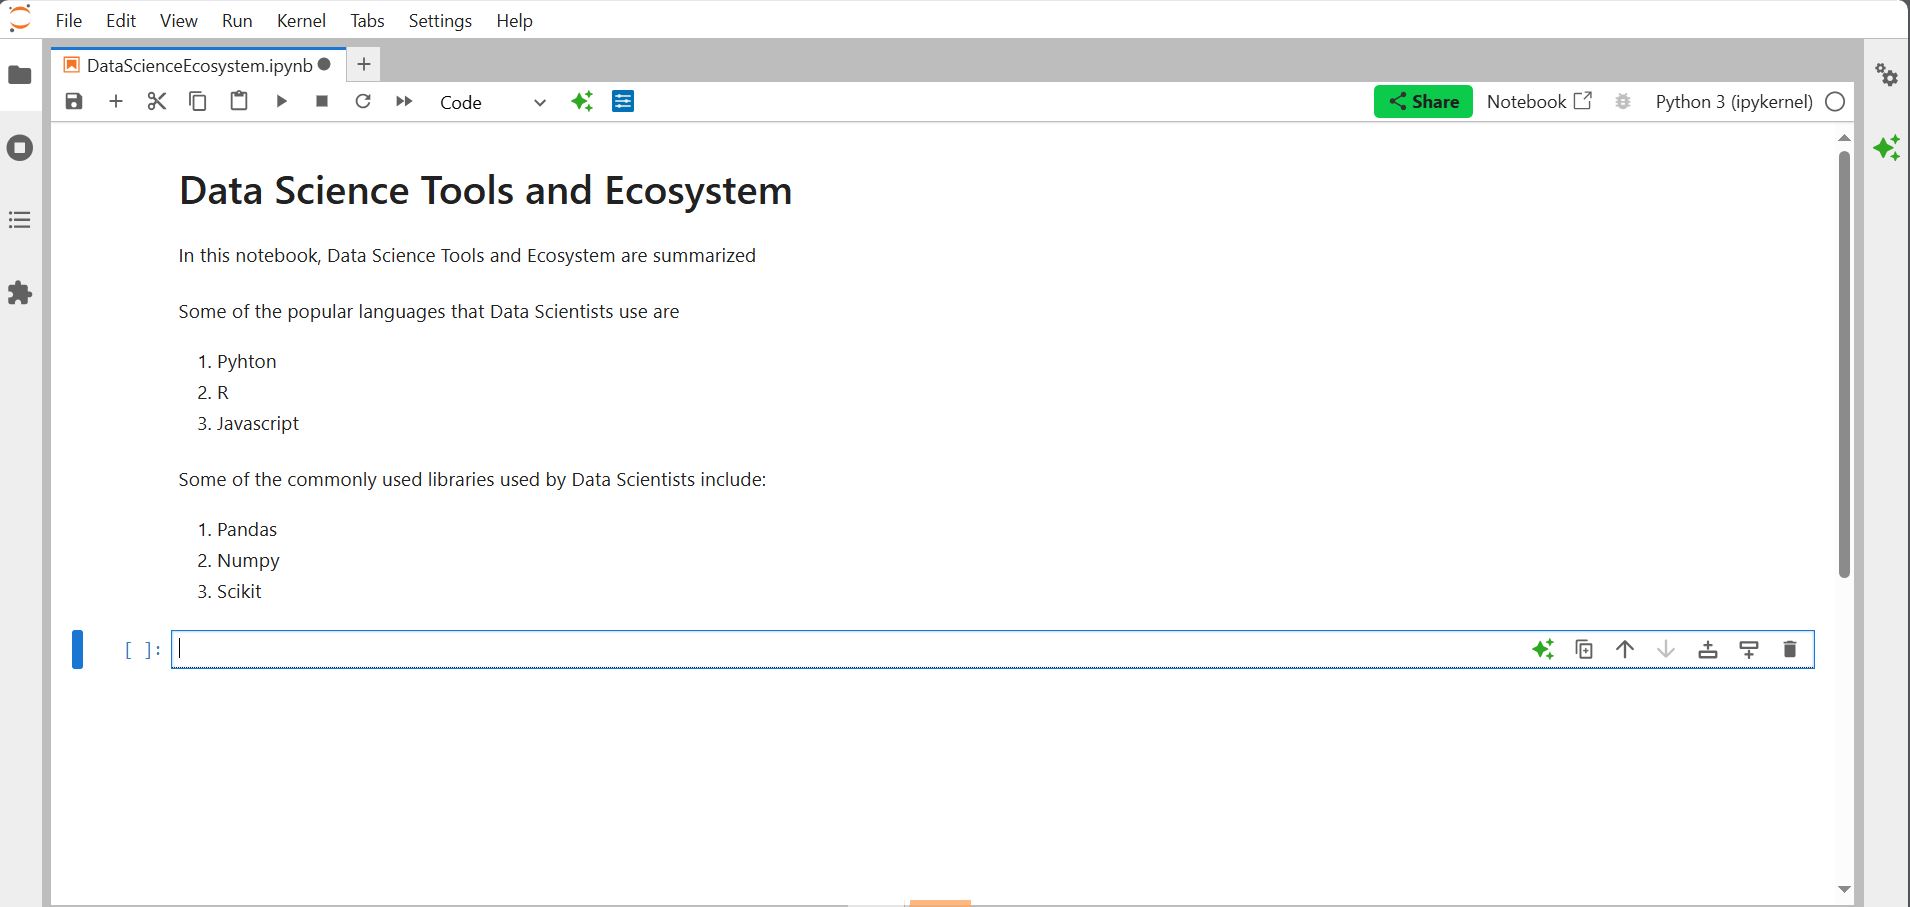 File Edit View Run Kernel Tabs Settings Help
DataScienceEcosystem.ipynb
Code Share Notebook Python 3 (ipykernel)
Data Science Tools and Ecosystem
In this notebook, Data Science Tools and Ecosystem are summarized
Some of the popular languages that Data Scientists use are
1. Pyhton
2. R
3. Javascript
Some of the commonly used libraries used by Data Scientists include:
1. Pandas
2. Numpy
3. Scikit
[ ]: